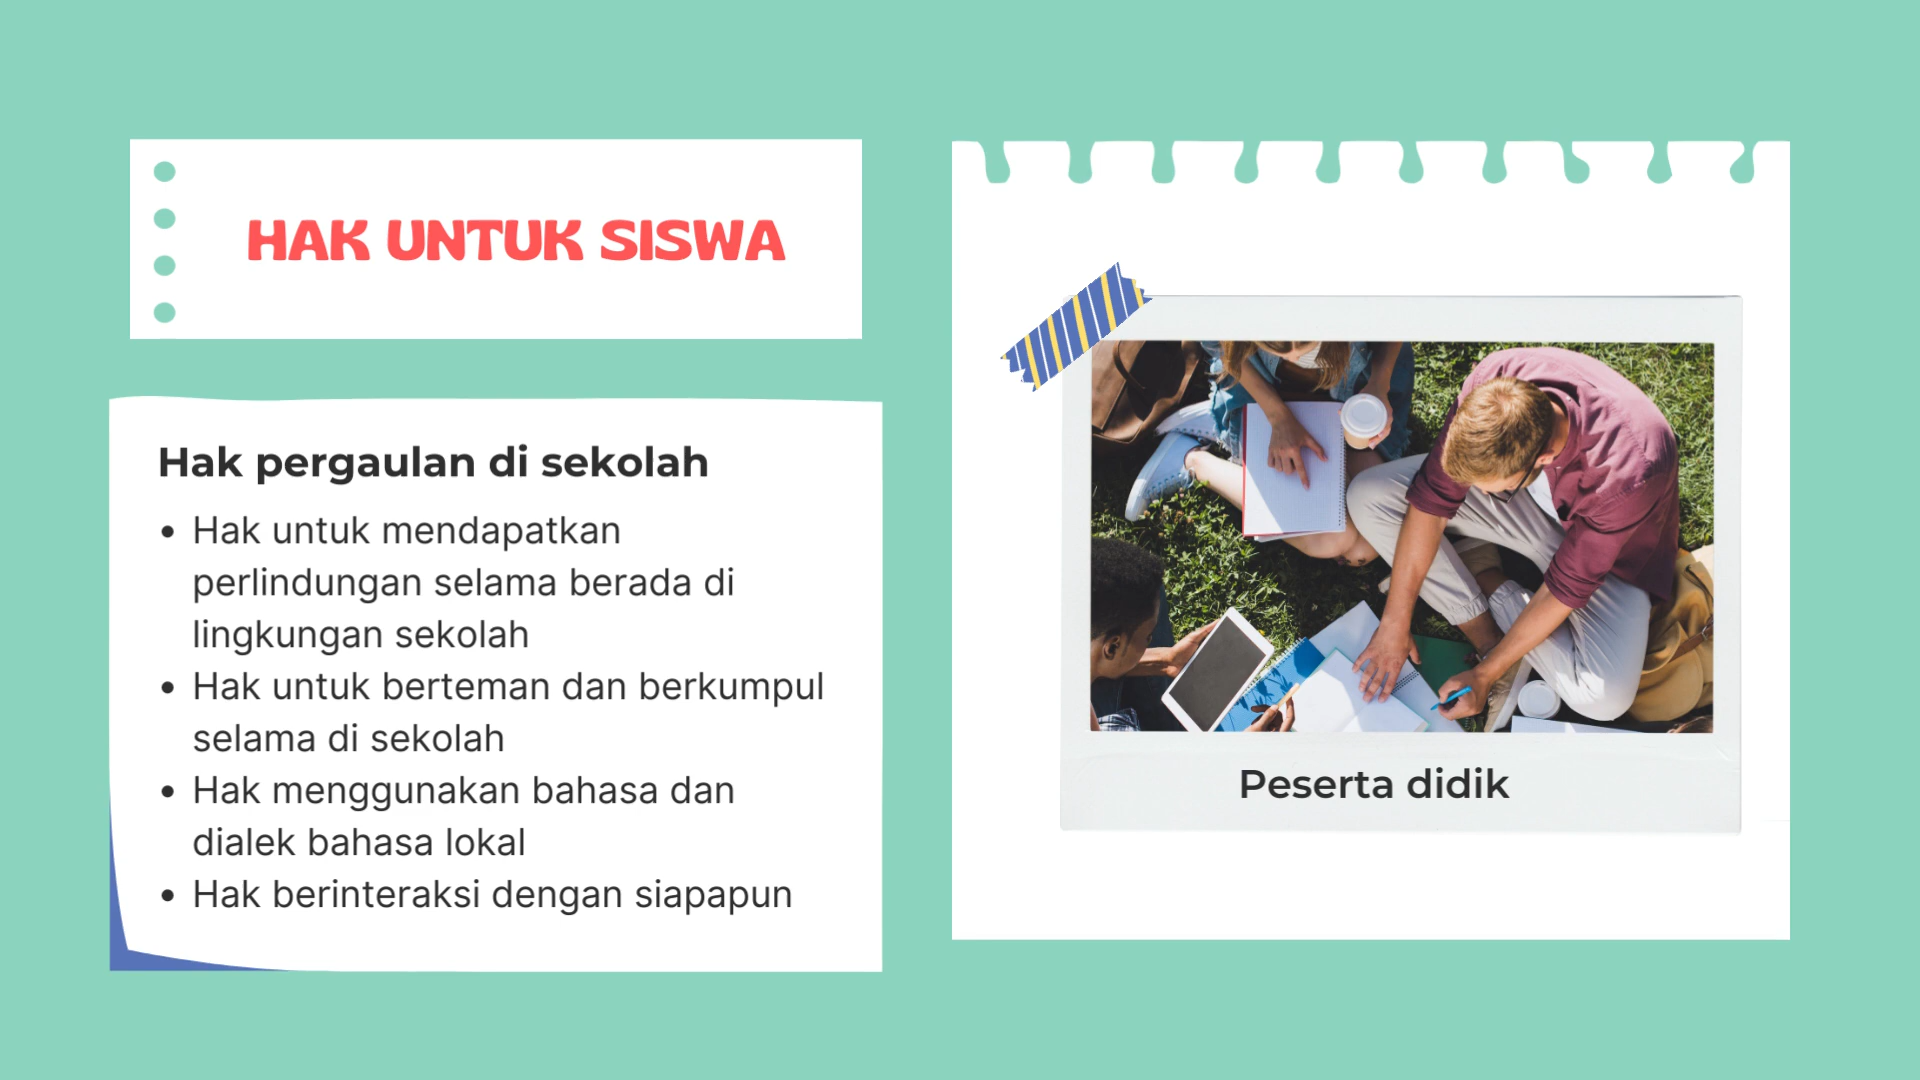 HAK UNTUK SISWA
Hak pergaulan di sekolah
• Hak untuk mendapatkan
perlindungan selama berada di
lingkungan sekolah
• Hak untuk berteman dan berkumpul
selama di sekolah
• Hak menggunakan bahasa dan
dialek bahasa lokal
• Hak berinteraksi dengan siapapun
Peserta didik